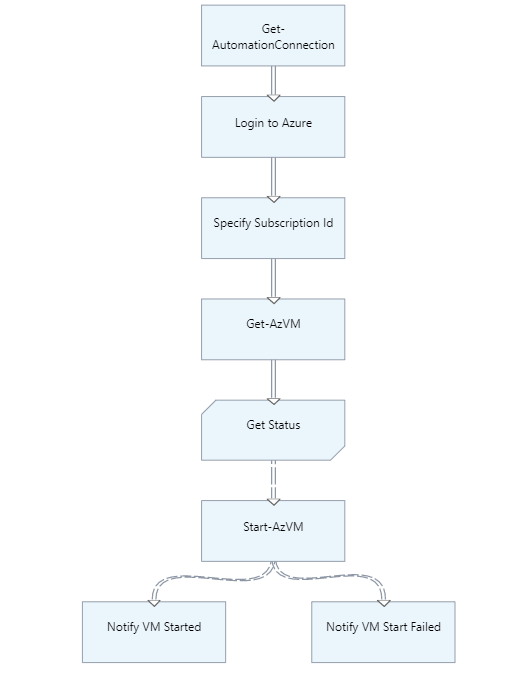 Get-
AutomationConnection
Login to Azure
Specify Subscription Id
Get-AzVM
Get Status
Start-AzVM
Notify VM Started
Notify VM Start Failed